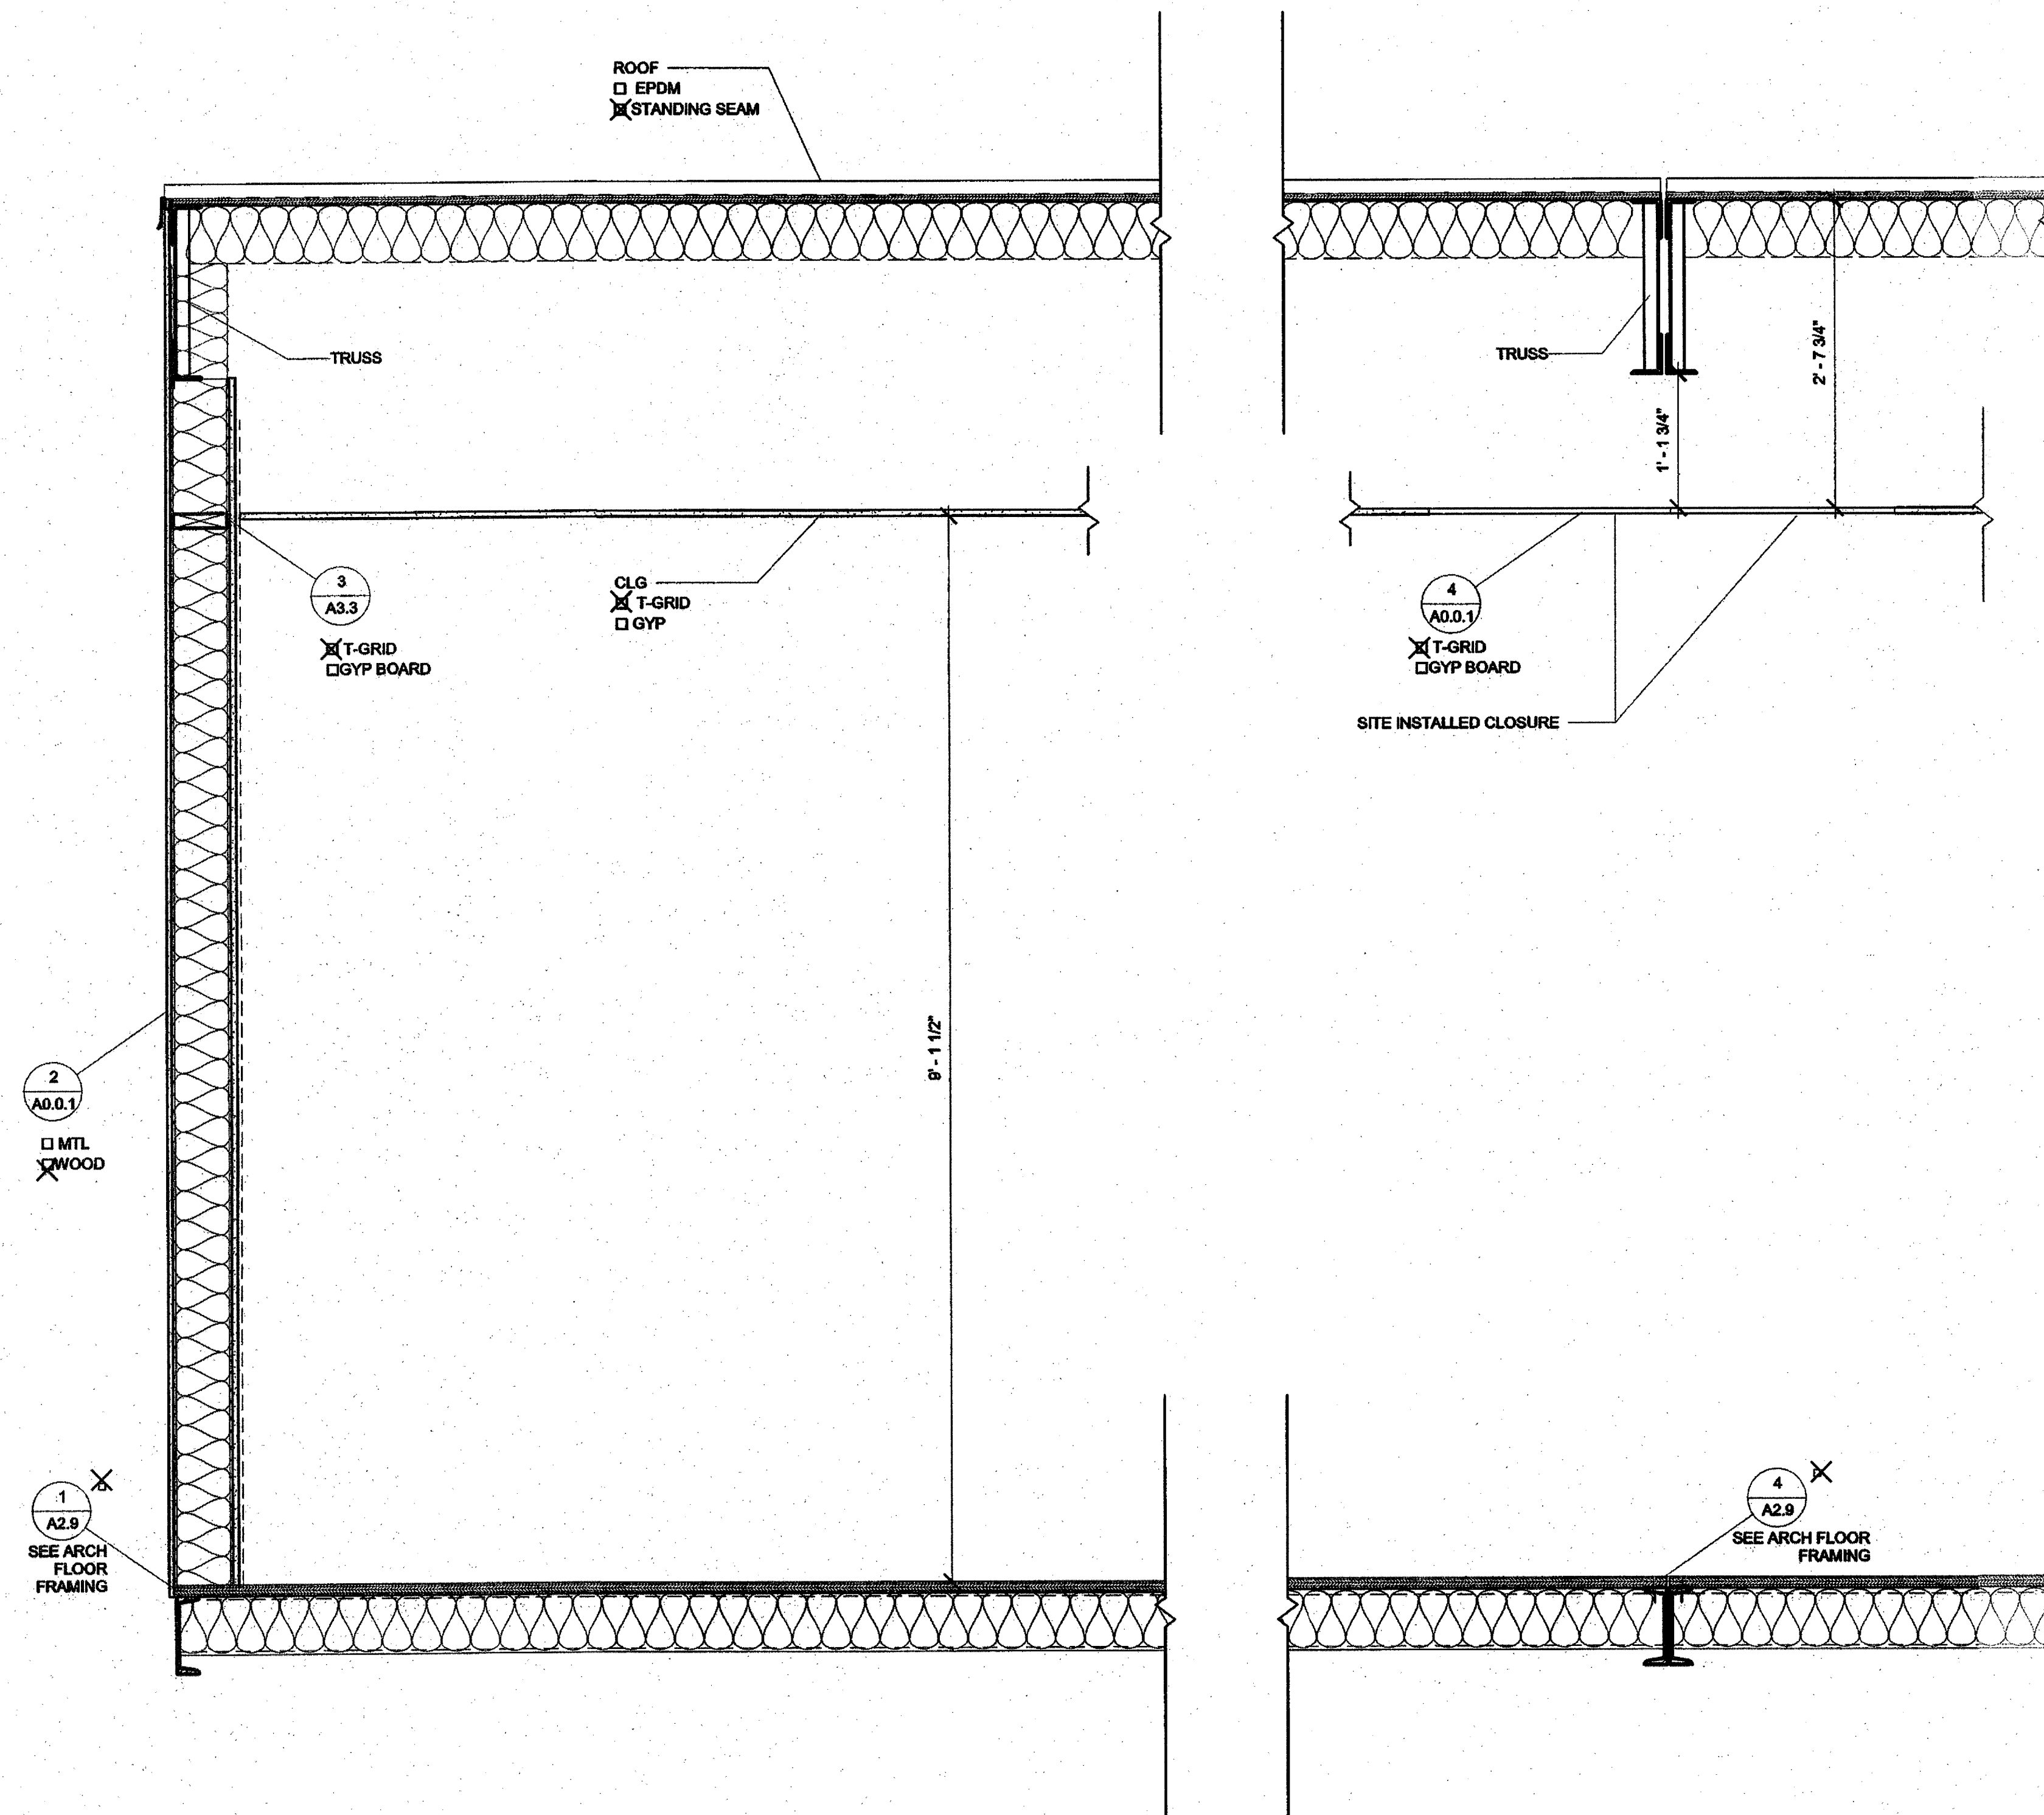 ROOF
EPDM
STANDING SEAM
TRUSS
TRUSS
2' - 7 3/4"
1' - 1 3/4"
3
A3.3
T-GRID
GYP BOARD
CLG
T-GRID
GYP
4
A0.0.1
T-GRID
GYP BOARD
SITE INSTALLED CLOSURE
9' - 1 1/2"
2
A0.0.1
MTL
WOOD
1
A2.9
SEE ARCH
FLOOR
FRAMING
4
A2.9
SEE ARCH FLOOR
FRAMING